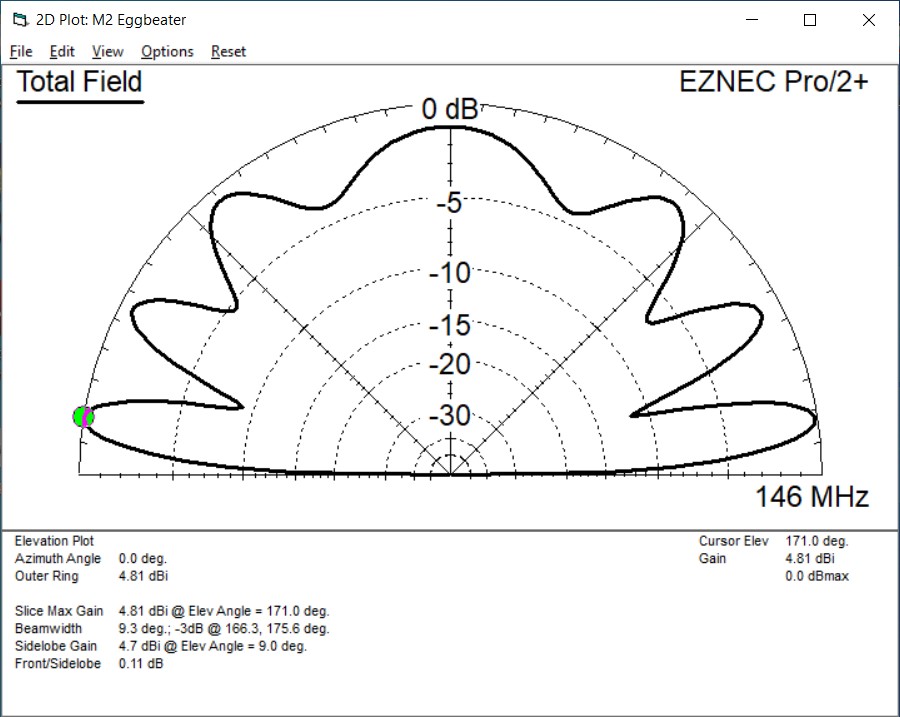 2D Plot: M2 Eggbeater
File Edit View Options Reset
Total Field
EZNEC Pro/2+
0 dB
-5
-10
-15
-20
-30
146 MHz
Elevation Plot
Azimuth Angle 0.0 deg.
Outer Ring 4.81 dBi
Cursor Elev 171.0 deg.
Gain 4.81 dBi
0.0 dBmax
Slice Max Gain 4.81 dBi @ Elev Angle = 171.0 deg.
Beamwidth 9.3 deg.; -3dB @ 166.3, 175.6 deg.
Sidelobe Gain 4.7 dBi @ Elev Angle = 9.0 deg.
Front/Sidelobe 0.11 dB